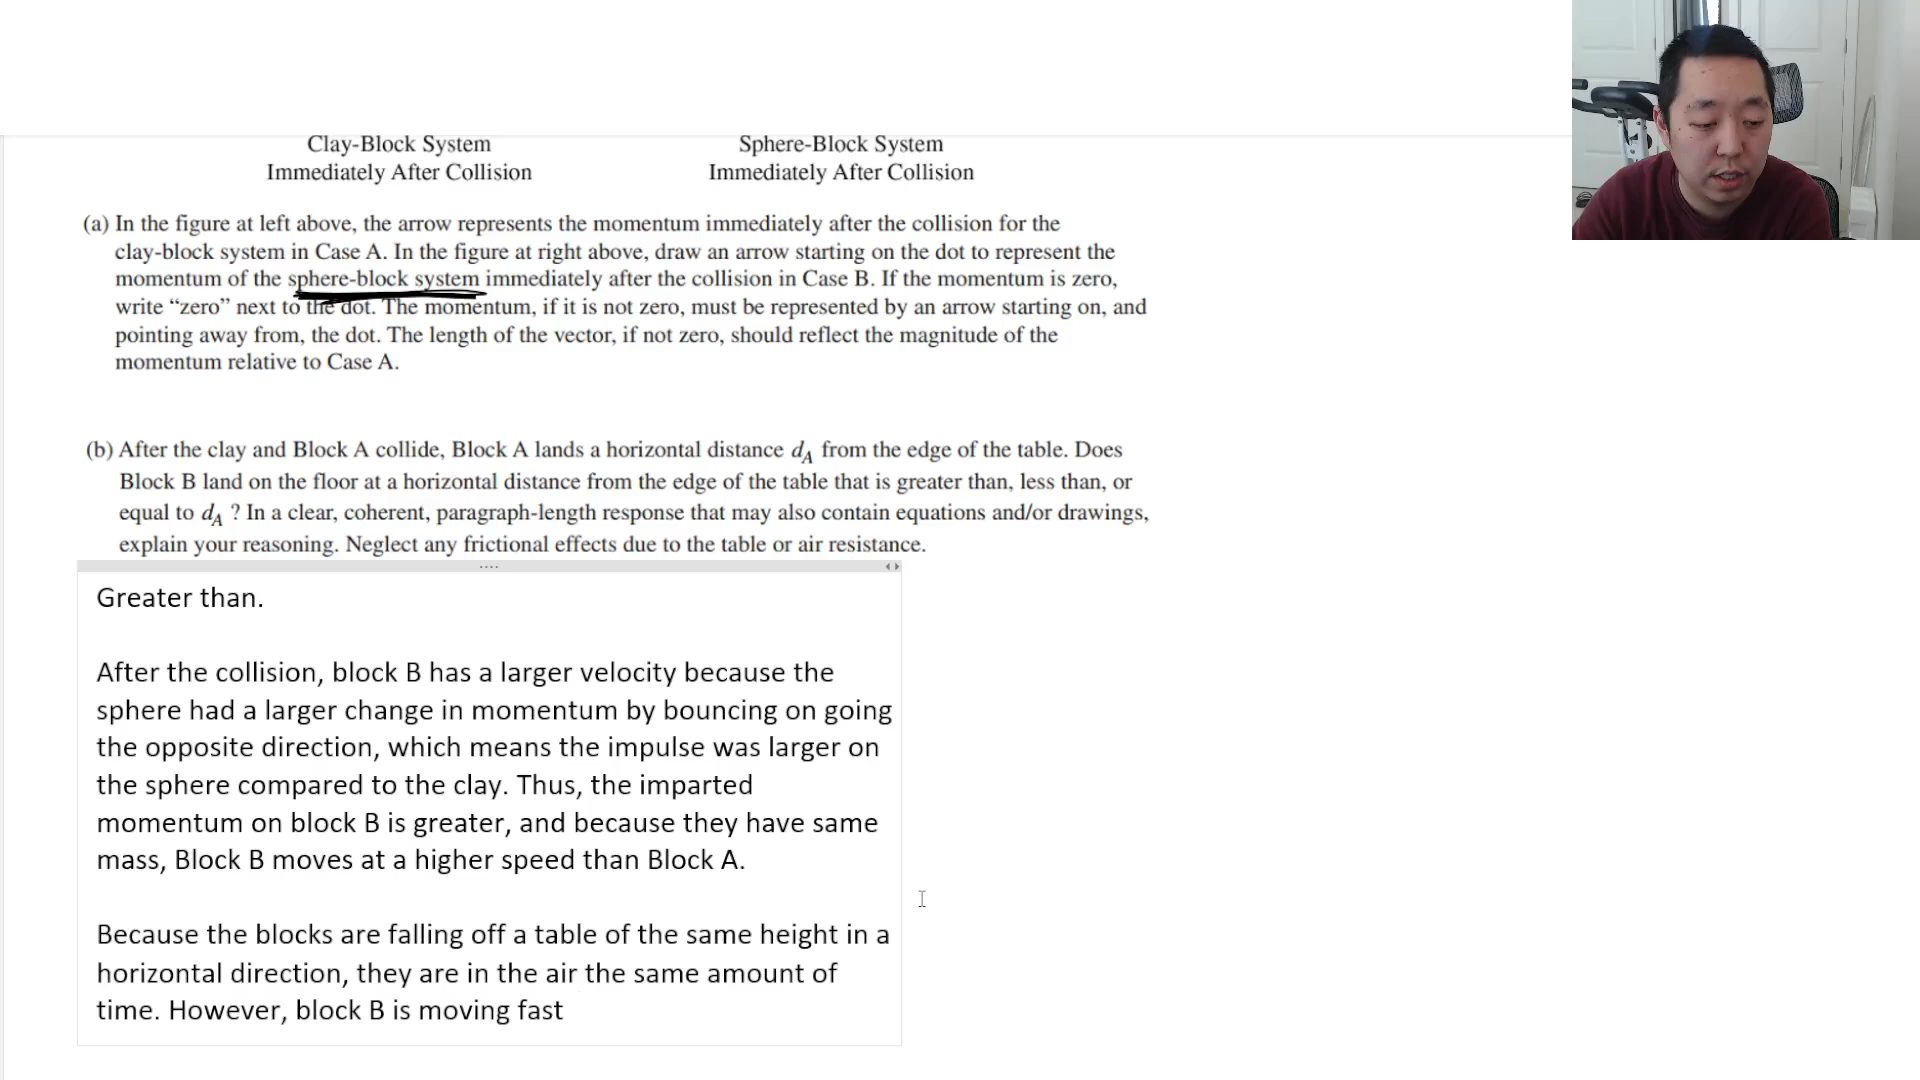 Clay-Block System
Immediately After Collision
Sphere-Block System
Immediately After Collision
(a) In the figure at left above, the arrow represents the momentum immediately after the collision for the
clay-block system in Case A. In the figure at right above, draw an arrow starting on the dot to represent the
momentum of the sphere-block system immediately after the collision in Case B. If the momentum is zero,
write “zero” next to the dot. The momentum, if it is not zero, must be represented by an arrow starting on, and
pointing away from, the dot. The length of the vector, if not zero, should reflect the magnitude of the
momentum relative to Case A.
(b) After the clay and Block A collide, Block A lands a horizontal distance dA from the edge of the table. Does
Block B land on the floor at a horizontal distance from the edge of the table that is greater than, less than, or
equal to dA ? In a clear, coherent, paragraph-length response that may also contain equations and/or drawings,
explain your reasoning. Neglect any frictional effects due to the table or air resistance.
Greater than.
After the collision, block B has a larger velocity because the
sphere had a larger change in momentum by bouncing on going
the opposite direction, which means the impulse was larger on
the sphere compared to the clay. Thus, the imparted
momentum on block B is greater, and because they have same
mass, Block B moves at a higher speed than Block A.
Because the blocks are falling off a table of the same height in a
horizontal direction, they are in the air the same amount of
time. However, block B is moving fast